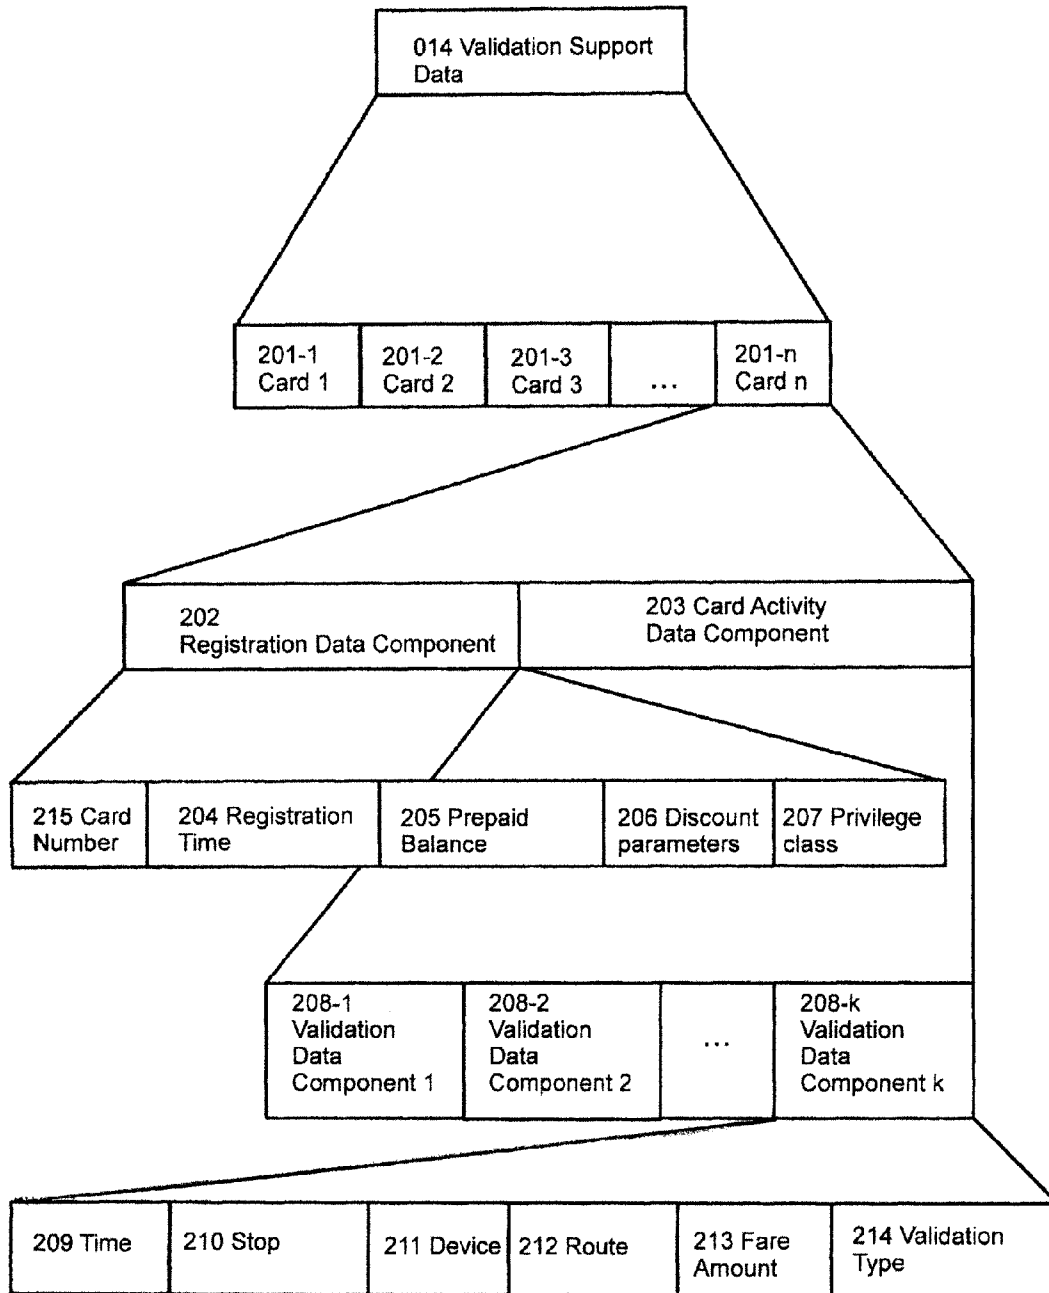 014 Validation Support
Data
201-1
Card 1
201-2
Card 2
201-3
Card 3
...
201-n
Card n
202
Registration Data Component
203 Card Activity
Data Component
215 Card
Number
204 Registration
Time
205 Prepaid
Balance
206 Discount
parameters
207 Privilege
class
208-1
Validation
Data
Component 1
208-2
Validation
Data
Component 2
...
208-k
Validation
Data
Component k
209 Time
210 Stop
211 Device
212 Route
213 Fare
Amount
214 Validation
Type